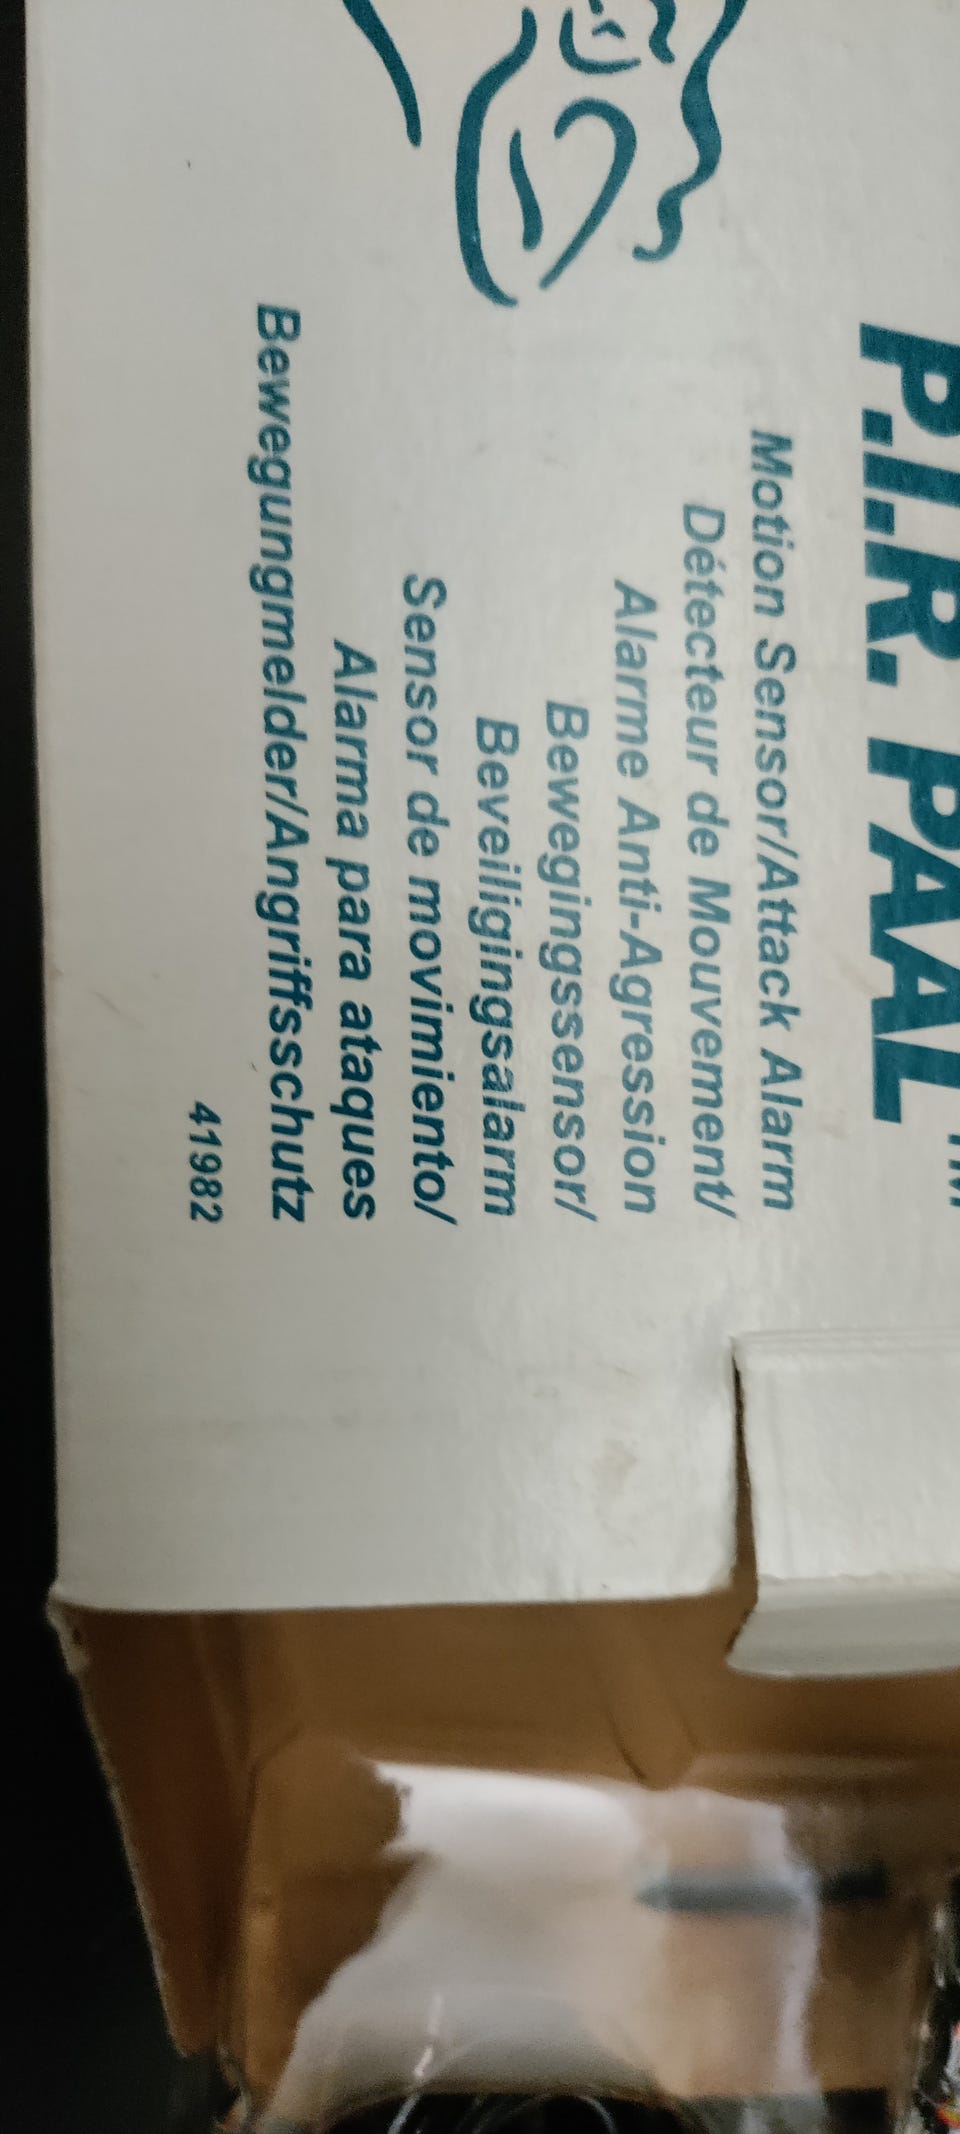 P.I.R. PAAL™
Motion Sensor/Attack Alarm
Détecteur de Mouvement/
Alarme Anti-Agression
Bewegingssensor/
Beveiligingsalarm
Sensor de movimiento/
Alarma para ataques
Bewegungmelder/Angriffsschutz
41982